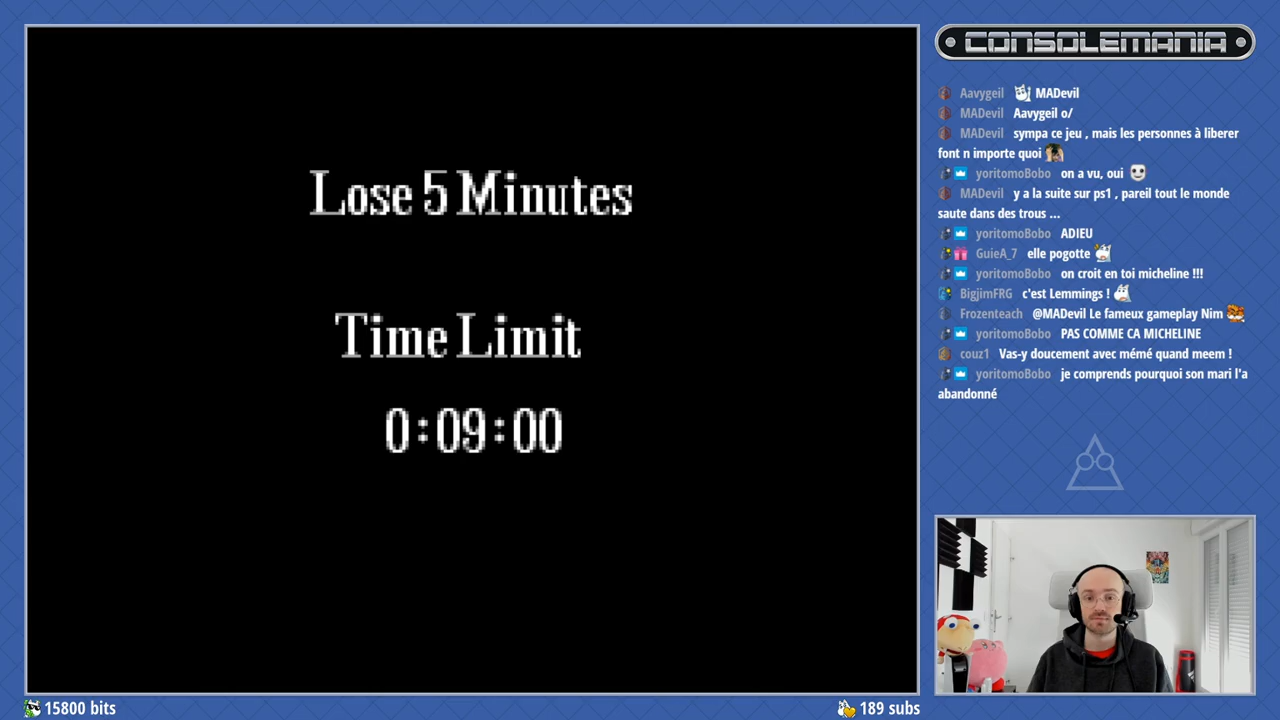 Lose 5 Minutes
Time Limit
0:09:00
CONSOLEMANIA
Aavygeil MADevil
MADevil Aavygeil o/
MADevil sympa ce jeu , mais les personnes à liberer
font n importe quoi
yoritomoBobo on a vu, oui
MADevil y a la suite sur ps1 , pareil tout le monde
saute dans des trous ...
yoritomoBobo ADIEU
GuieA_7 elle pogotte
yoritomoBobo on croit en toi micheline !!!
BigjimFRG c'est Lemmings !
Frozenteach @MADevil Le fameux gameplay Nim
yoritomoBobo PAS COMME CA MICHELINE
couz1 Vas-y doucement avec mémé quand meem !
yoritomoBobo je comprends pourquoi son mari l'a
abandonné
15800 bits
189 subs